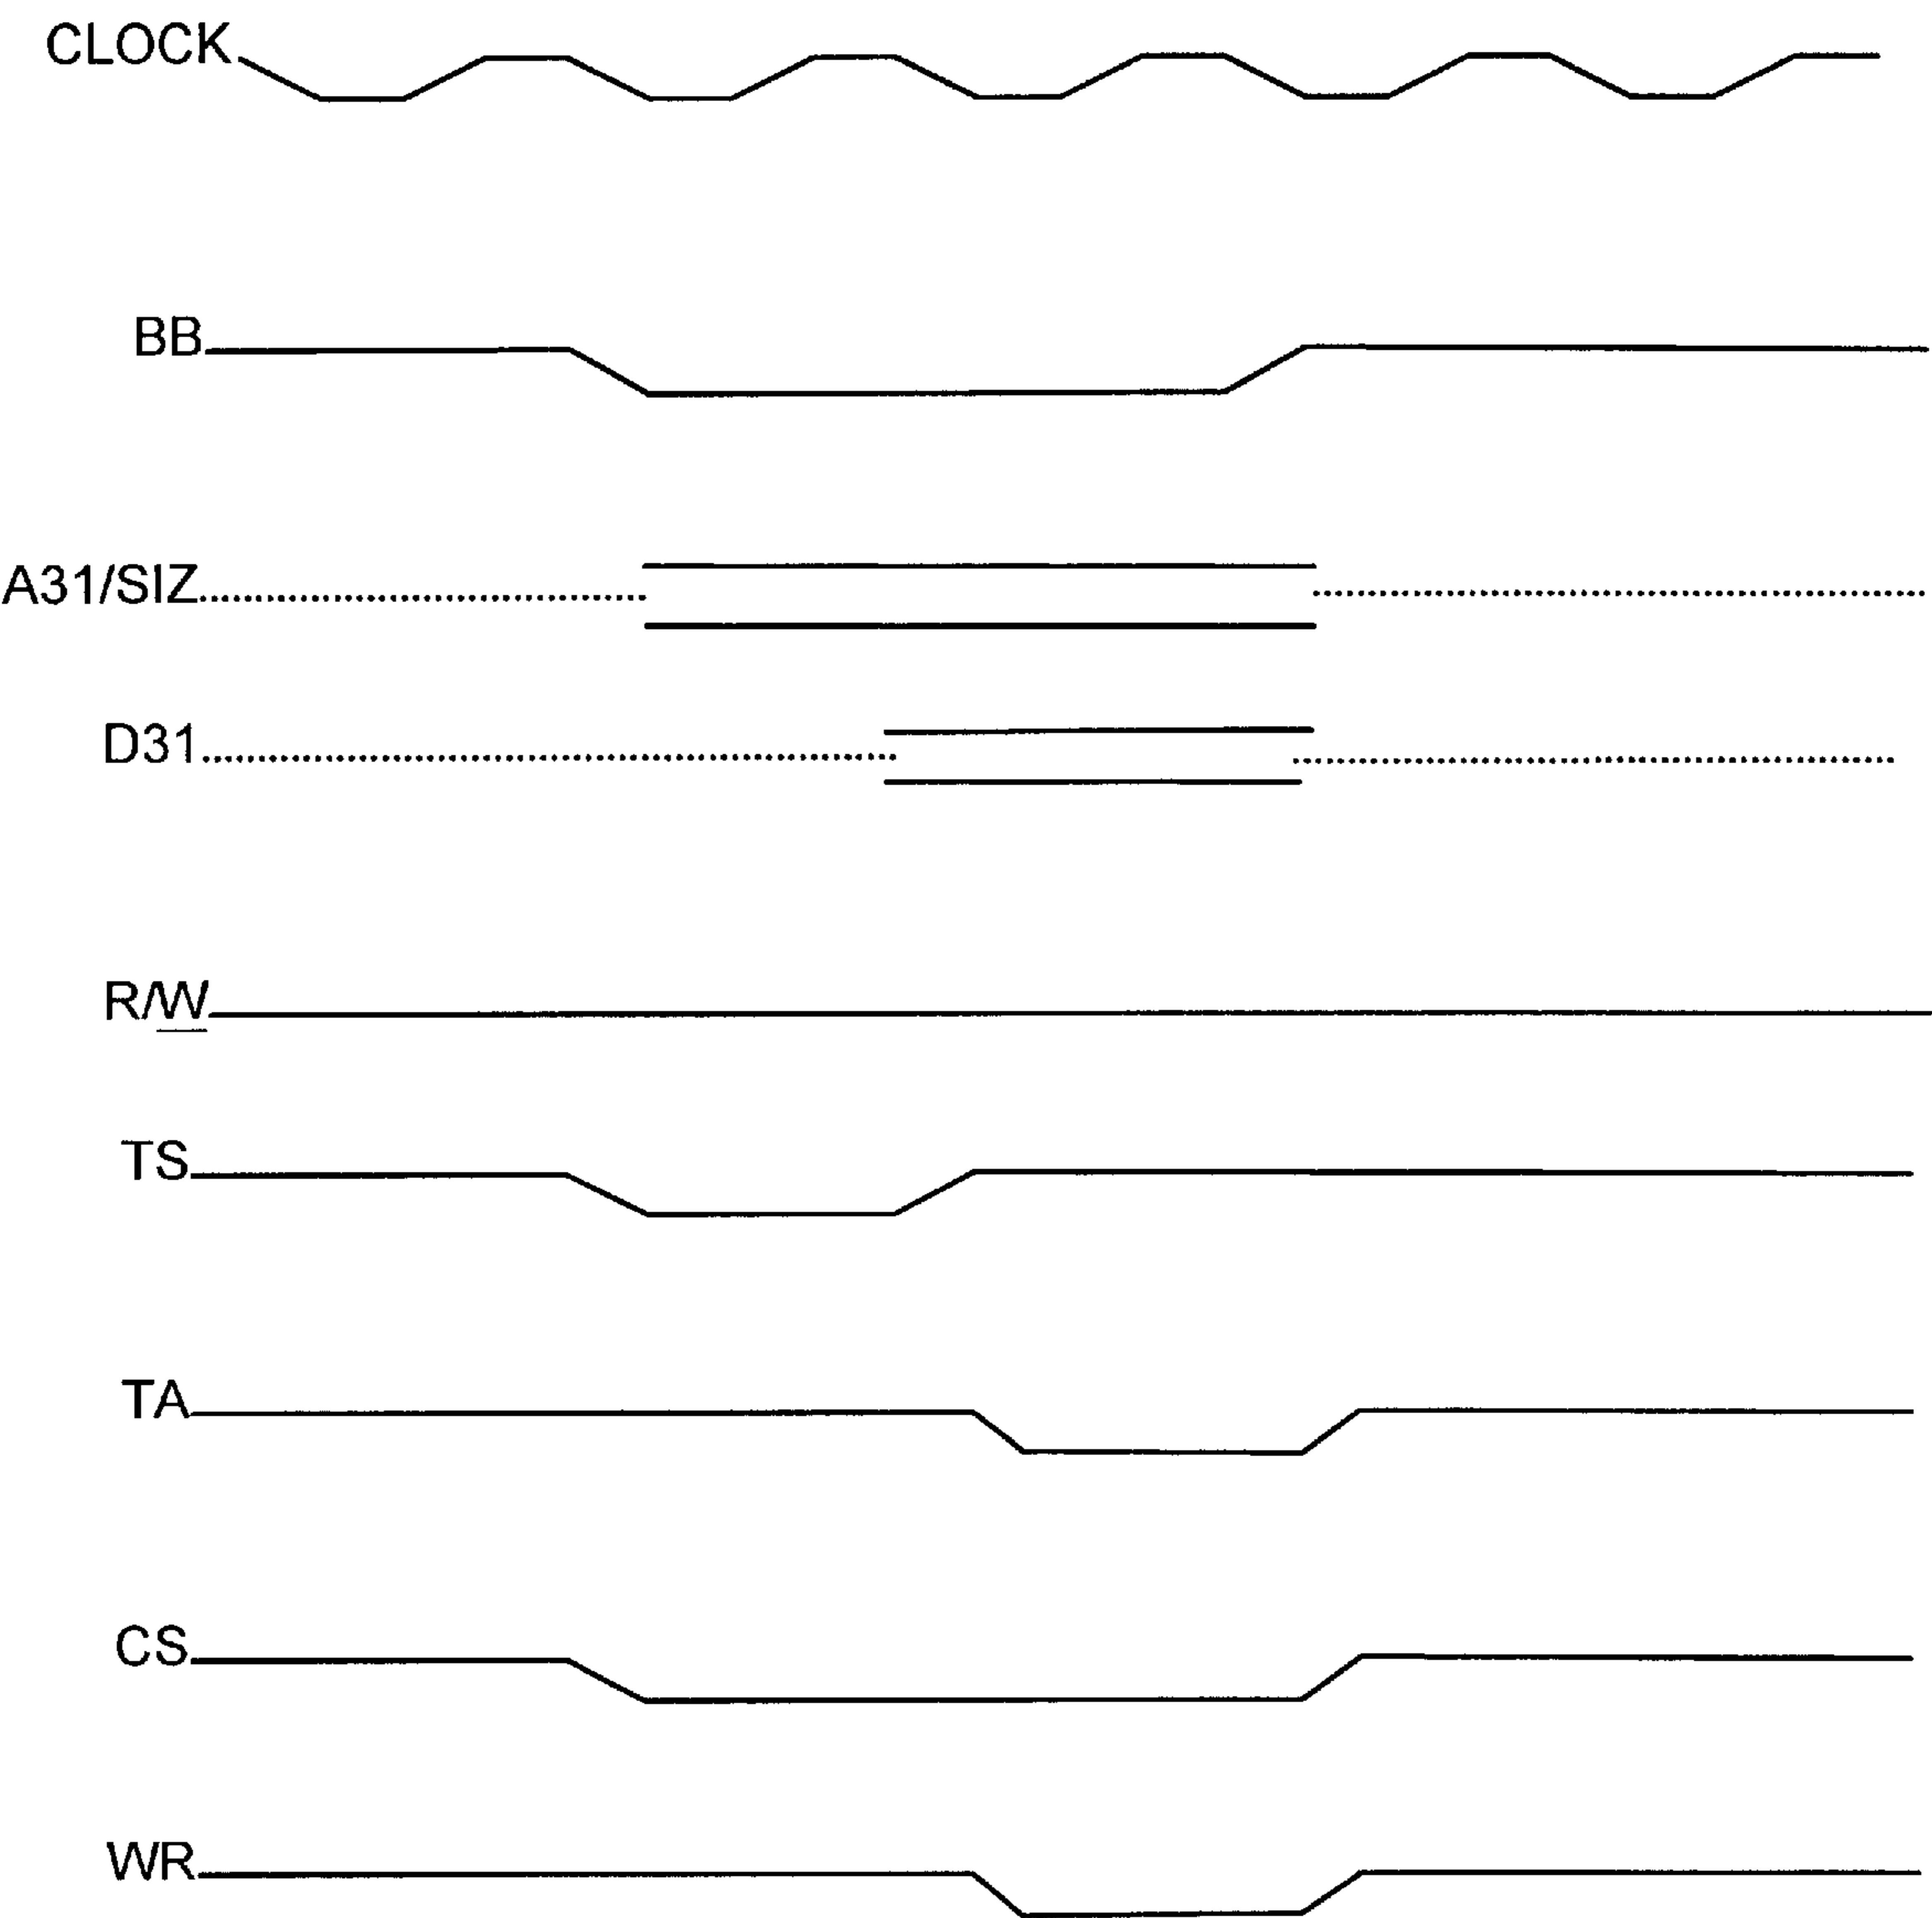 CLOCK
BB
A31/SIZ
D31
R/W
TS
TA
CS
WR